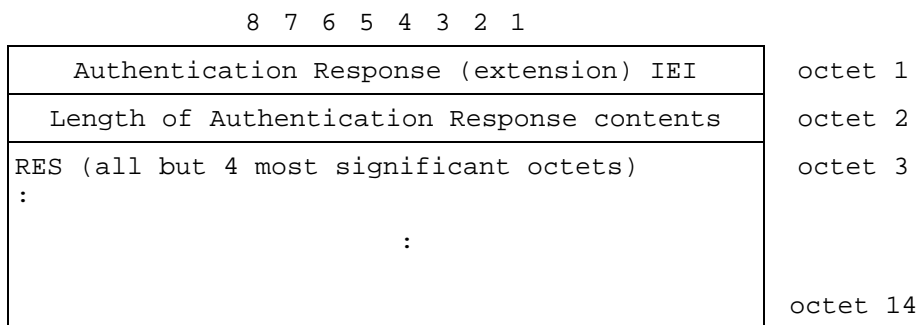 8 7 6 5 4 3 2 1
Authentication Response (extension) IEI octet 1
Length of Authentication Response contents octet 2
RES (all but 4 most significant octets) octet 3
:
:
octet 14